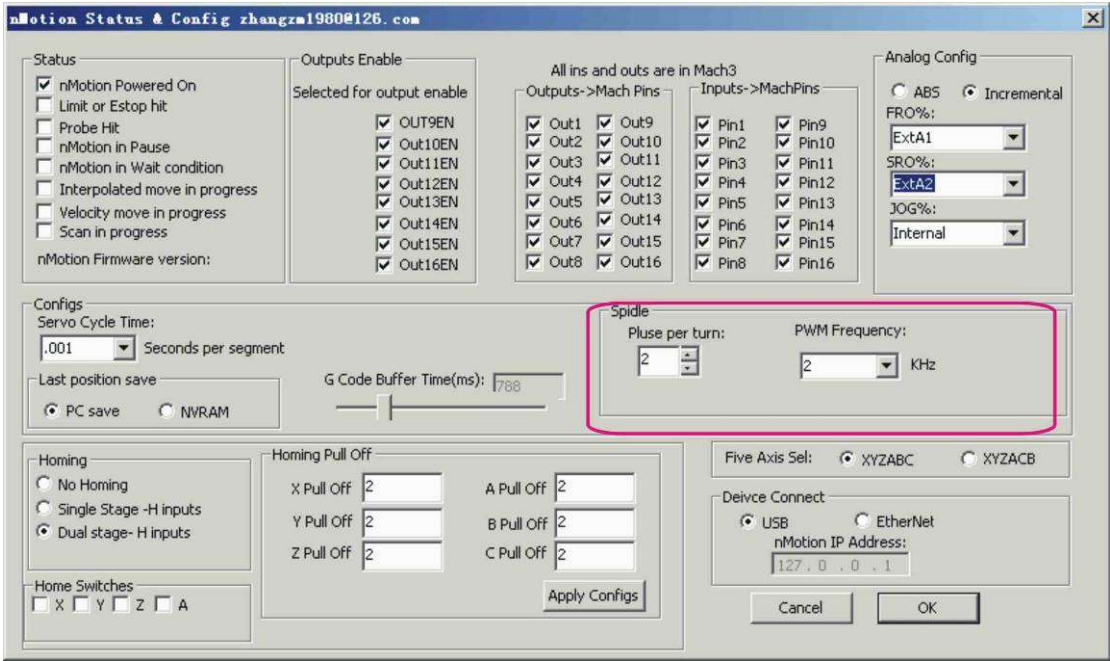 nMotion Status & Config zhangzm1980@126.com
Status
nMotion Powered On
Limit or Estop hit
Probe Hit
nMotion in Pause
nMotion in Wait condition
Interpolated move in progress
Velocity move in progress
Scan in progress
nMotion Firmware version:
Outputs Enable
Selected for output enable
OUT9EN
Out10EN
Out11EN
Out12EN
Out13EN
Out14EN
Out15EN
Out16EN
All ins and outs are in Mach3
Outputs->Mach Pins
Out1 Out9
Out2 Out10
Out3 Out11
Out4 Out12
Out5 Out13
Out6 Out14
Out7 Out15
Out8 Out16
Inputs->MachPins
Pin1 Pin9
Pin2 Pin10
Pin3 Pin11
Pin4 Pin12
Pin5 Pin13
Pin6 Pin14
Pin7 Pin15
Pin8 Pin16
Analog Config
ABS Incremental
FRO%:
ExtA1
SRO%:
ExtA2
JOG%:
Internal
Configs
Servo Cycle Time:
.001 Seconds per segment
Last position save
PC save NVRAM
G Code Buffer Time(ms): 788
Spidle
Pluse per turn: PWM Frequency:
2 2 KHz
Homing
No Homing
Single Stage -H inputs
Dual stage- H inputs
Home Switches
X Y Z A
Homing Pull Off
X Pull Off 2 A Pull Off 2
Y Pull Off 2 B Pull Off 2
Z Pull Off 2 C Pull Off 2
Apply Configs
Five Axis Sel: XYZABC XYZACB
Deivce Connect
USB EtherNet
nMotion IP Address:
127 . 0 . 0 . 1
Cancel OK